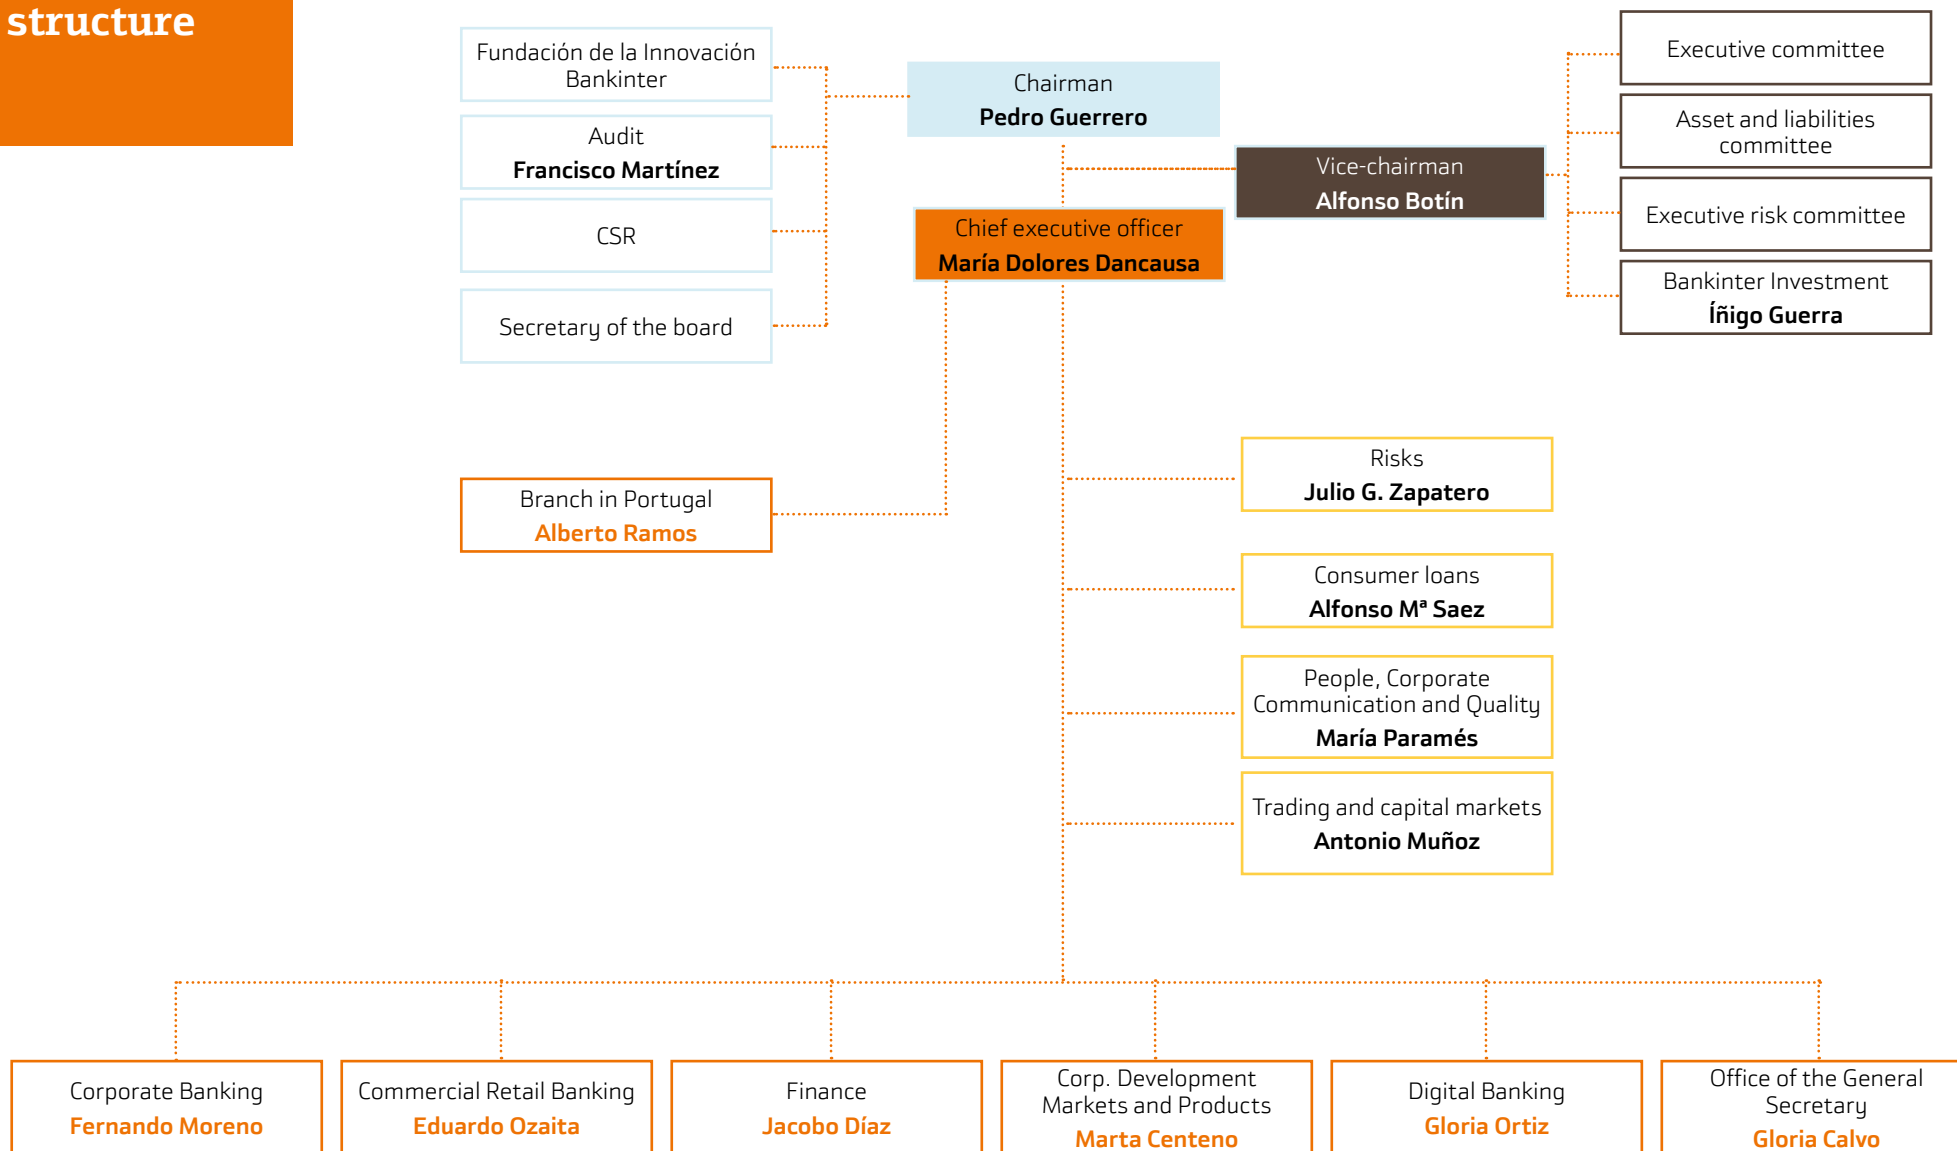 structure
Fundación de la Innovación
Bankinter
Audit
Francisco Martínez
CSR
Secretary of the board
Chairman
Pedro Guerrero
Vice-chairman
Alfonso Botín
Chief executive officer
María Dolores Dancausa
Executive committee
Asset and liabilities
committee
Executive risk committee
Bankinter Investment
Íñigo Guerra
Branch in Portugal
Alberto Ramos
Risks
Julio G. Zapatero
Consumer loans
Alfonso Mª Saez
People, Corporate
Communication and Quality
María Paramés
Trading and capital markets
Antonio Muñoz
Corporate Banking
Fernando Moreno
Commercial Retail Banking
Eduardo Ozaita
Finance
Jacobo Díaz
Corp. Development
Markets and Products
Marta Centeno
Digital Banking
Gloria Ortiz
Office of the General
Secretary
Gloria Calvo